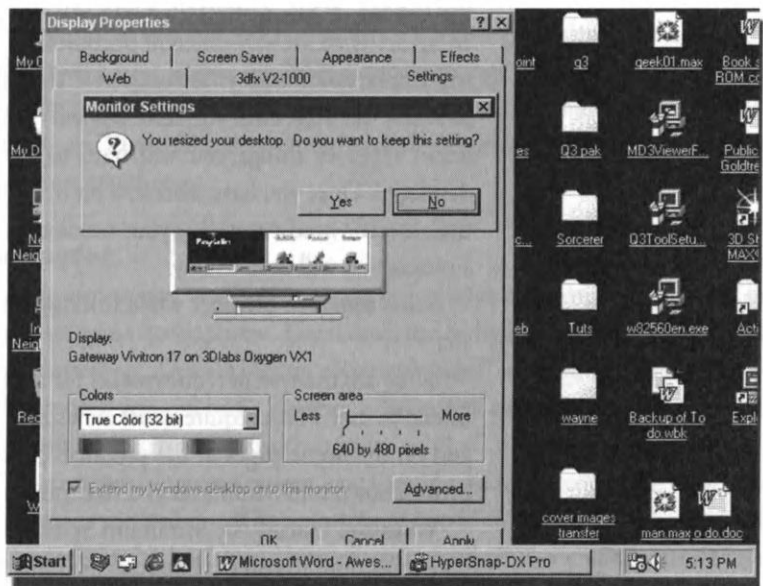 Display Properties
Background Screen Saver Appearance Effects
Web 3dfx V2-1000 Settings
Monitor Settings
You resized your desktop. Do you want to keep this setting?
Yes No
Display:
Gateway Vivitron 17 on 3Dlabs Oxygen VX1
Colors
True Color (32 bit)
Screen area
Less More
640 by 480 pixels
Extend my Windows desktop onto this monitor.
Advanced...
OK Cancel Apply
q3
geek01.max
Book
ROM
Q3 pak
MD3ViewerF...
Public
Sorcerer
Q3ToolSetu...
Tuts
w82560en.exe
wayne
Backup of To
do.wbk
cover images
transfer
man.max
o do.doc
Start
Microsoft Word - Awes...
HyperSnap-DX Pro
5:13 PM